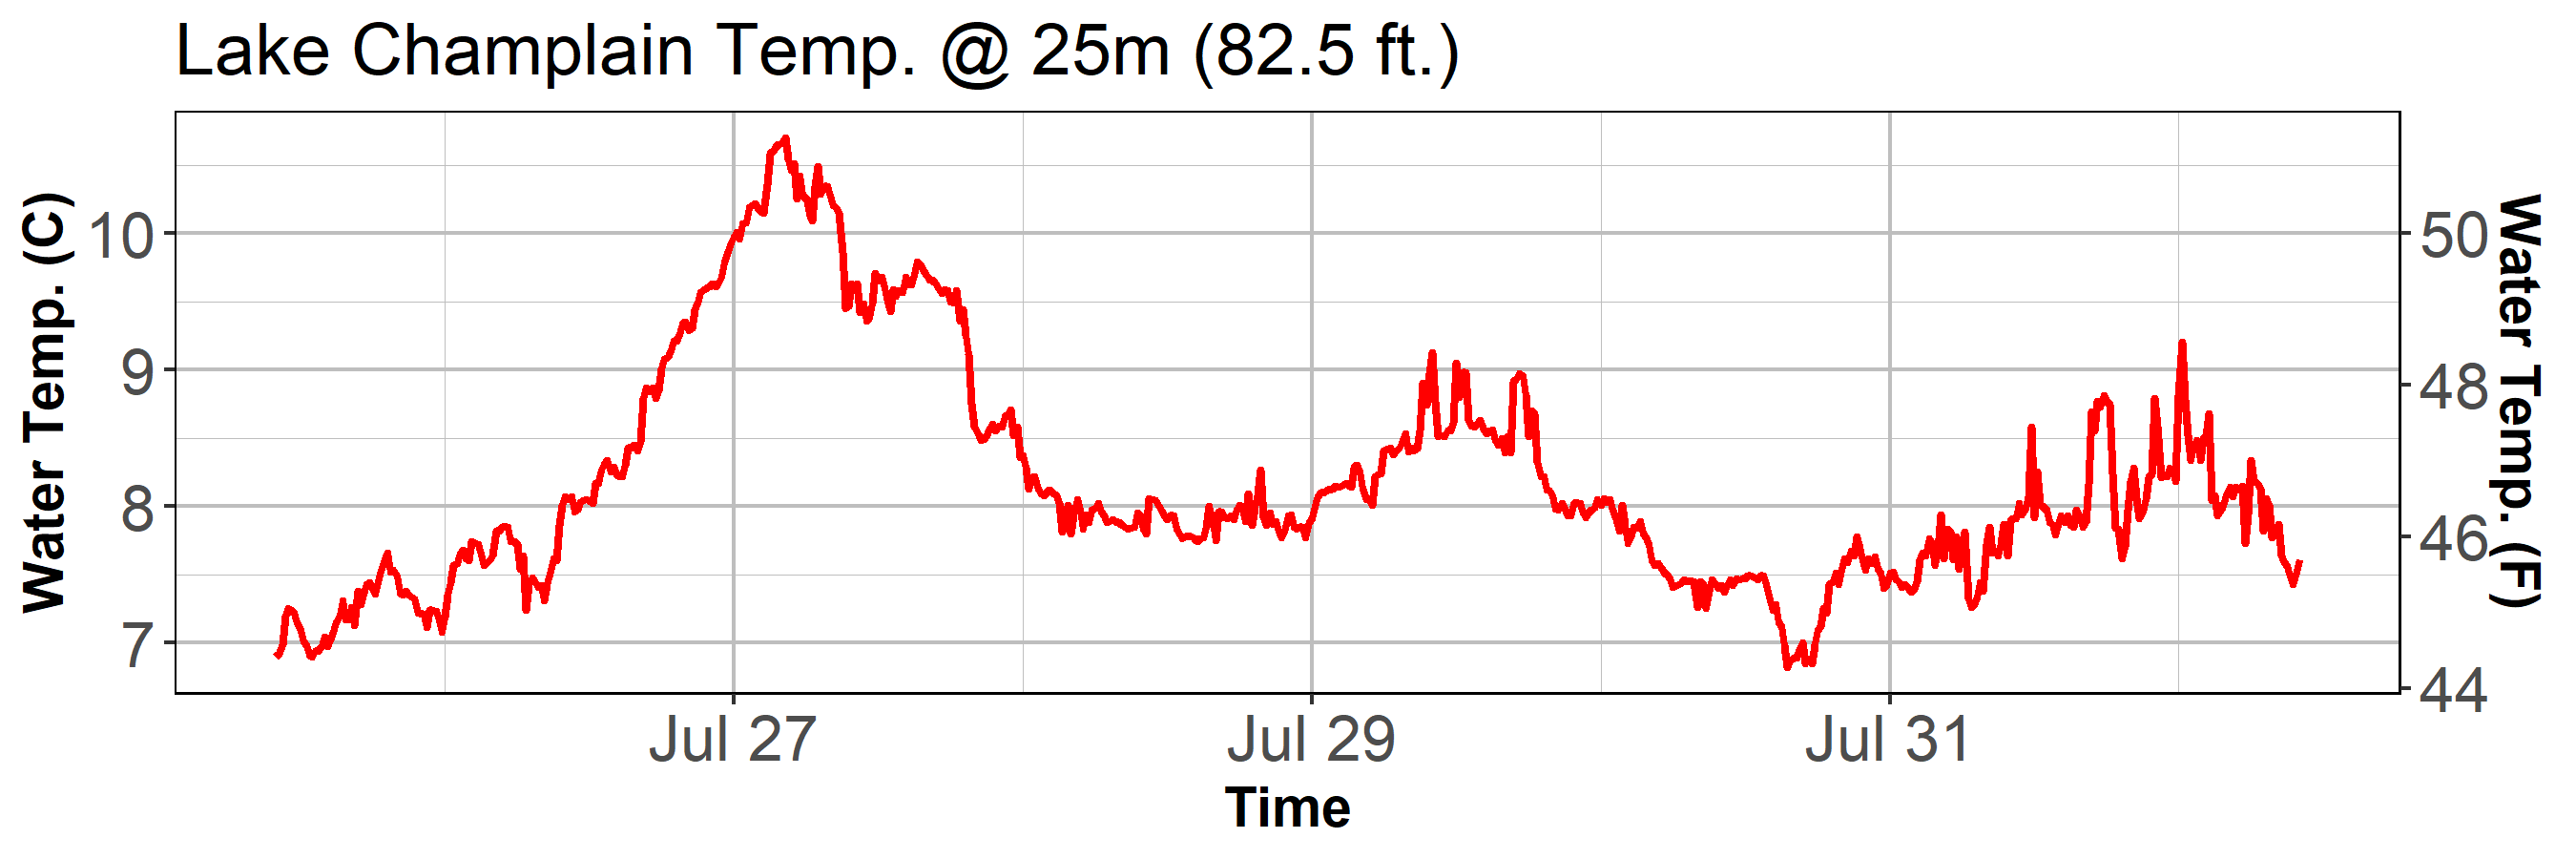 Lake Champlain Temp. @ 25m (82.5 ft.)
Water Temp. (C)
10
9
8
7
50
48
46
44
Water Temp. (F)
Jul 27
Jul 29
Jul 31
Time